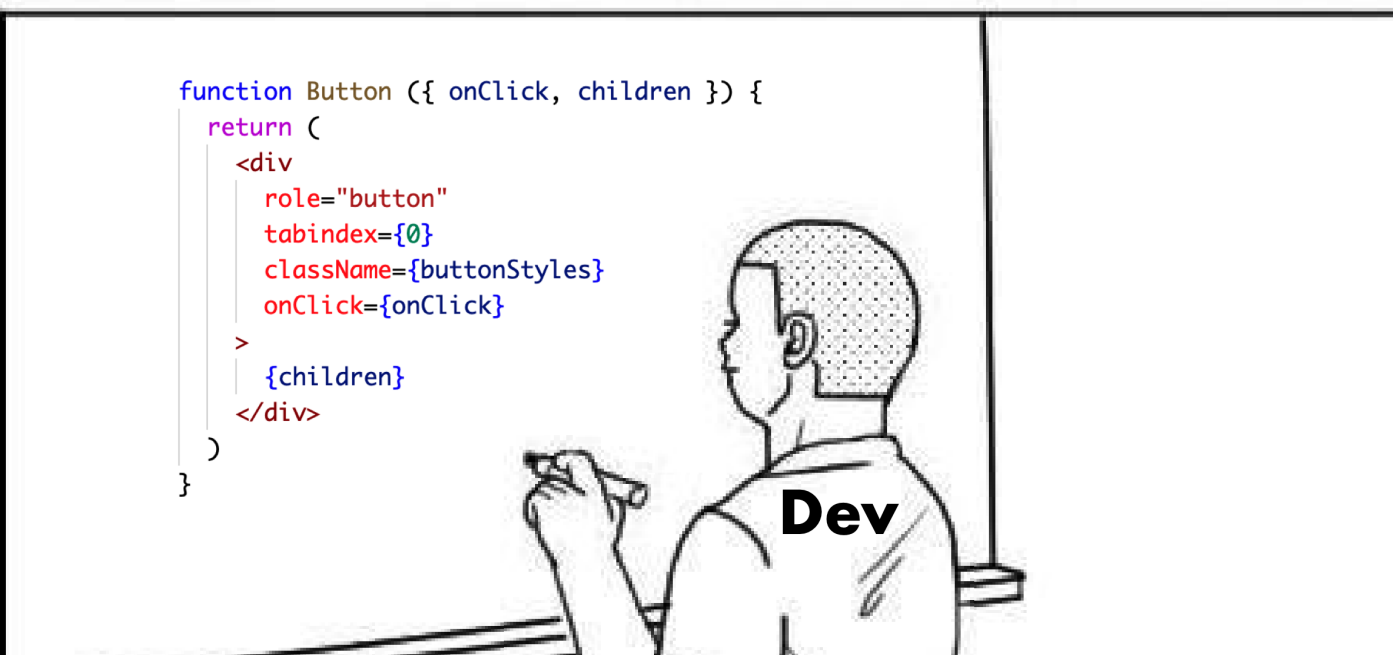 function Button ({ onClick, children }) {
return (
<div
role="button"
tabindex={0}
className={buttonStyles}
onClick={onClick}
>
{children}
</div>
)
}
Dev